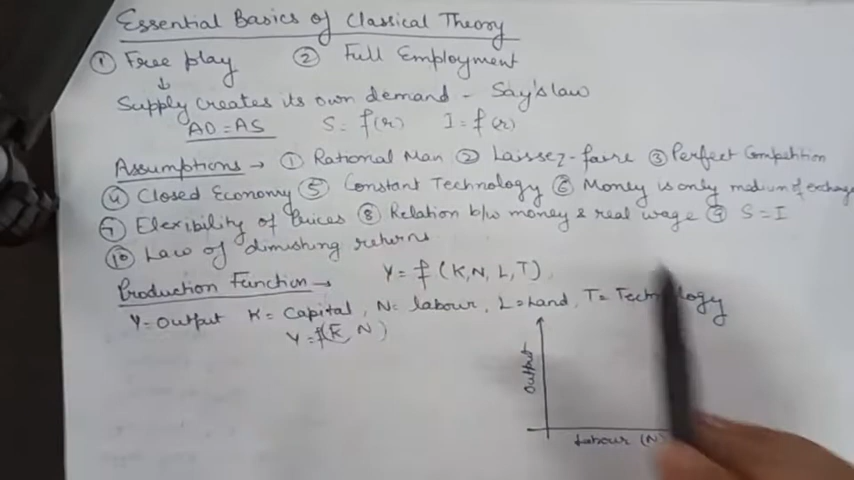 Essential Basics of Classical Theory
① Free play ② Full Employment
↓
Supply creates its own demand - Say's law
AD = AS S = f(r) I = f(r)
Assumptions → ① Rational Man ② Laissez-faire ③ Perfect Competition
④ Closed Economy ⑤ Constant Technology ⑥ Money is only medium of exchange
⑦ Flexibility of Prices ⑧ Relation b/w money & real wage ⑨ S = I
⑩ Law of dimishing returns
Production Function → Y = f (K, N, L, T)
Y = Output K = Capital, N = labour, L = Land, T = Technology
Y = f(K, N)
Output
Labour (N)